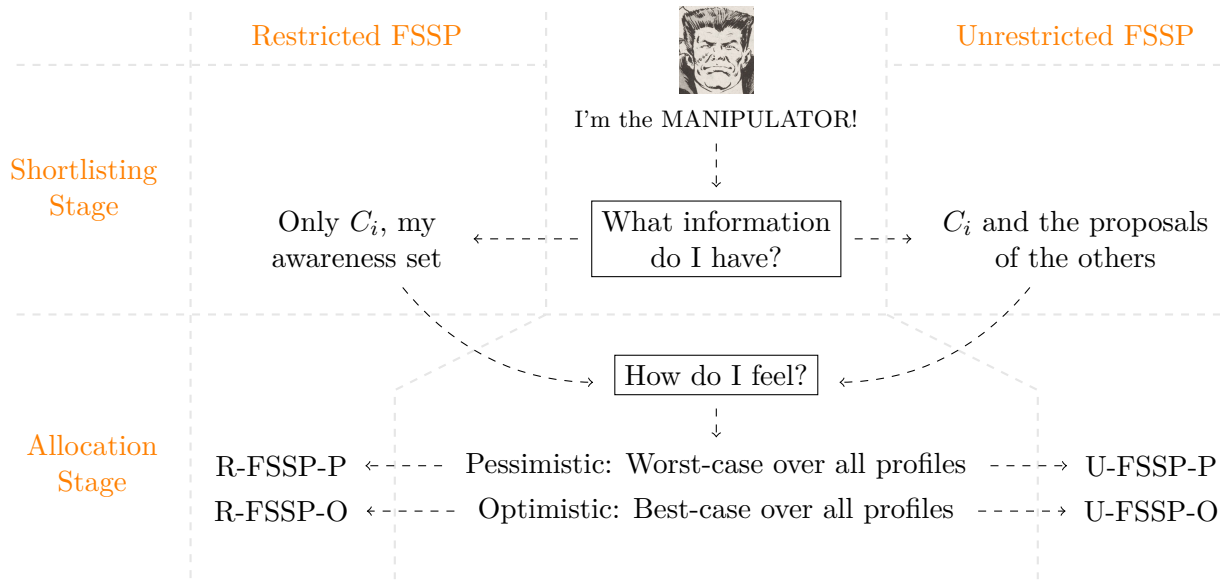 Restricted FSSP
Unrestricted FSSP
I'm the MANIPULATOR!
Shortlisting
Stage
Only $C_i$, my
awareness set
What information
do I have?
$C_i$ and the proposals
of the others
How do I feel?
Allocation
Stage
R-FSSP-P
Pessimistic: Worst-case over all profiles
U-FSSP-P
R-FSSP-O
Optimistic: Best-case over all profiles
U-FSSP-O